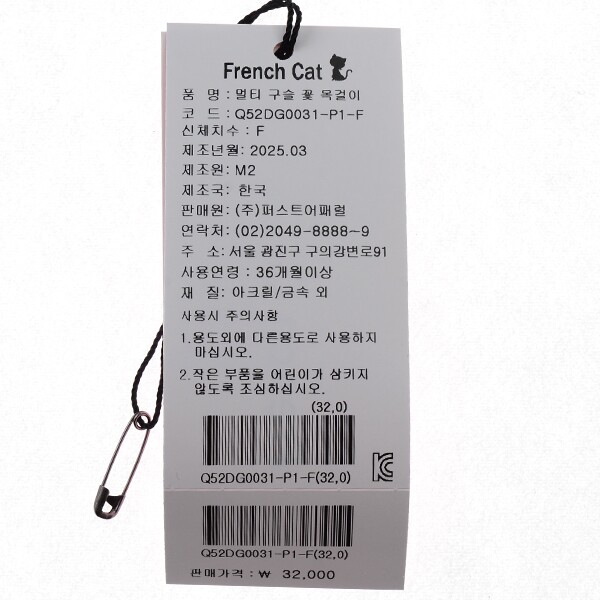 French Cat
품 명 : 멀티 구슬 꽃 목걸이
코 드 : Q52DG0031-P1-F
신체치수 : F
제조년월: 2025.03
제조원: M2
제조국: 한국
판매원: (주)퍼스트어패럴
연락처: (02)2049-8888~9
주 소: 서울 광진구 구의강변로91
사용연령 : 36개월이상
재 질: 아크릴/금속 외
사용시 주의사항
1.용도외에 다른용도로 사용하지
마십시오.
2.작은 부품을 어린이가 삼키지
않도록 조심하십시오.
(32,0)
Q52DG0031-P1-F(32,0)
Q52DG0031-P1-F(32,0)
판매가격 : ₩ 32,000